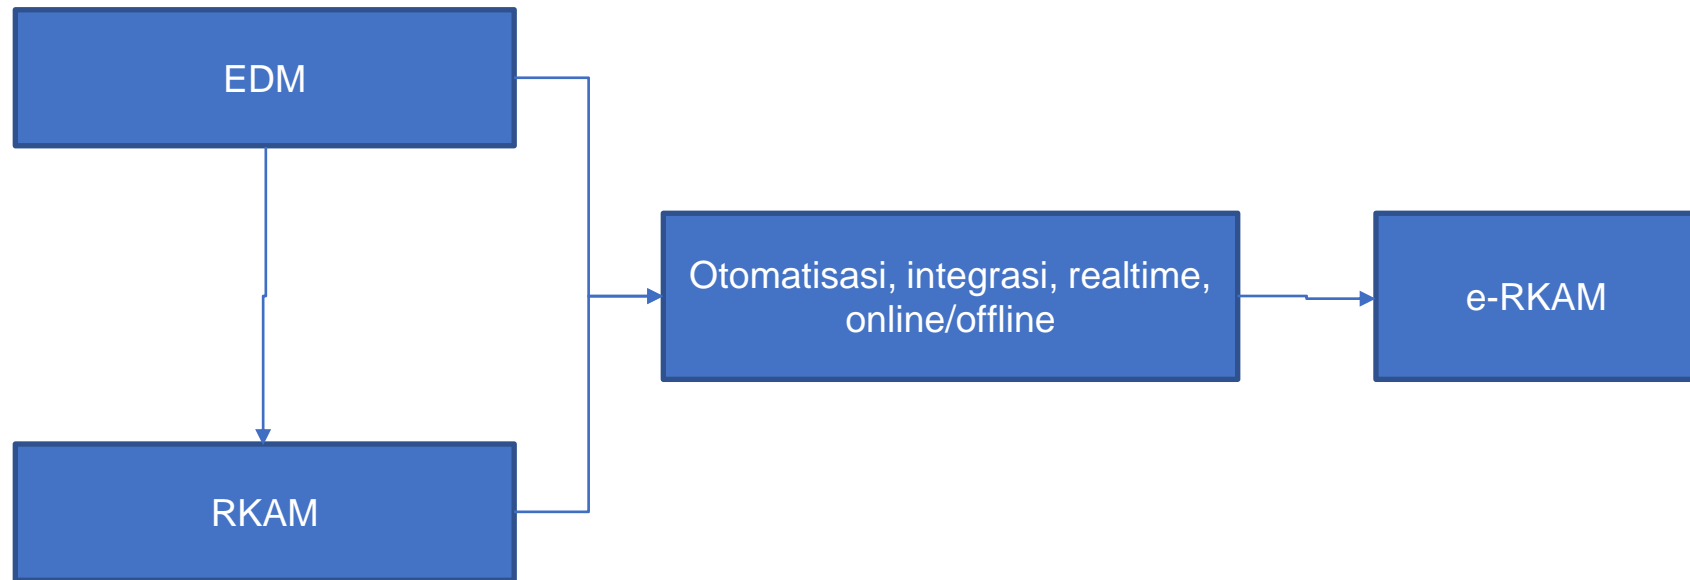 EDM
Otomatisasi, integrasi, realtime,
online/offline
e-RKAM
RKAM